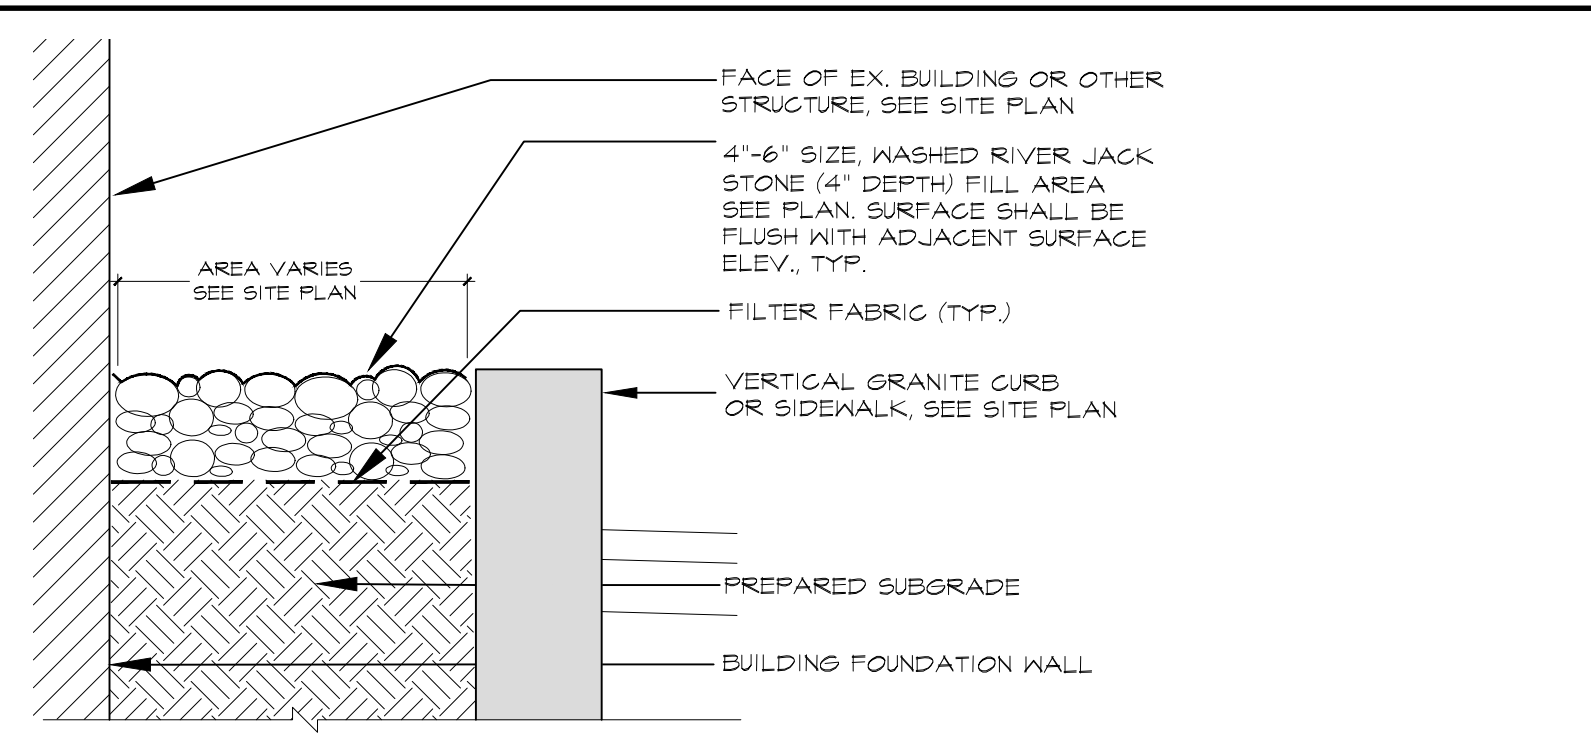 FACE OF EX. BUILDING OR OTHER
STRUCTURE, SEE SITE PLAN
4"-6" SIZE, WASHED RIVER JACK
STONE (4" DEPTH) FILL AREA
SEE PLAN. SURFACE SHALL BE
FLUSH WITH ADJACENT SURFACE
ELEV., TYP.
AREA VARIES
SEE SITE PLAN
FILTER FABRIC (TYP.)
VERTICAL GRANITE CURB
OR SIDEWALK, SEE SITE PLAN
PREPARED SUBGRADE
BUILDING FOUNDATION WALL